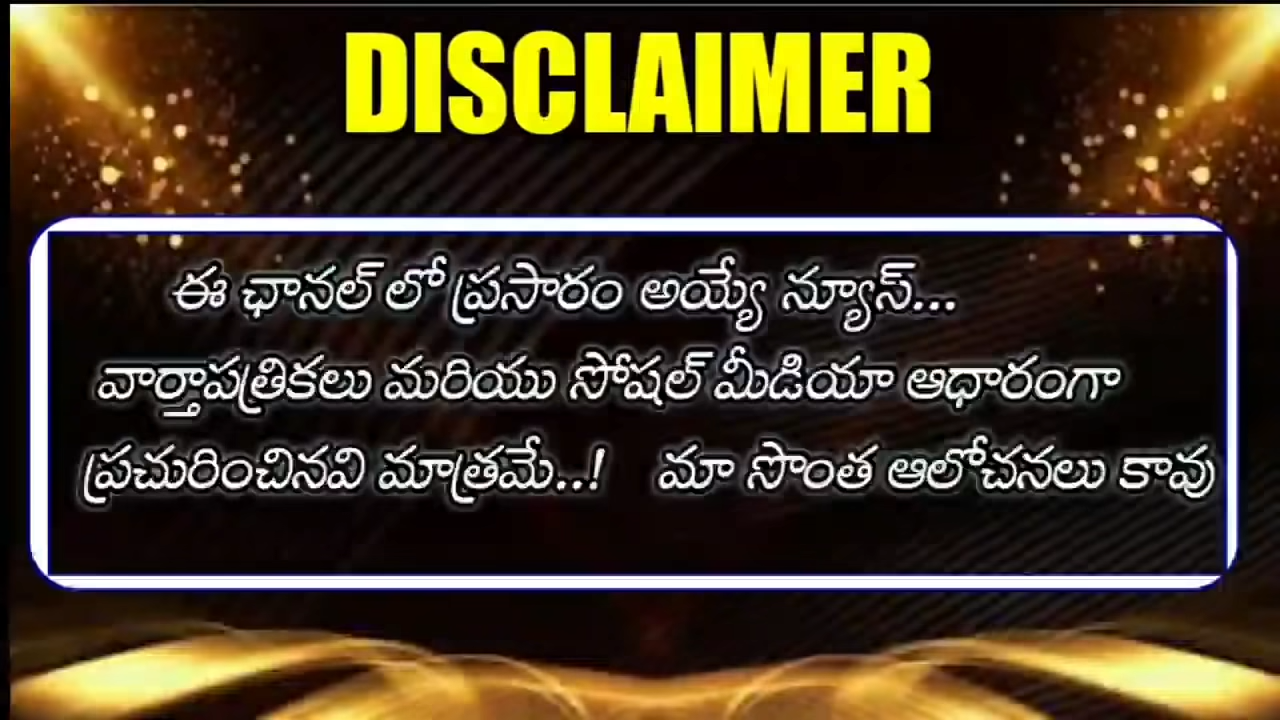 DISCLAIMER
ఈ ఛానల్ లో ప్రసారం అయ్యే న్యూస్...
వార్తాపత్రికలు మరియు సోషల్ మీడియా ఆధారంగా
ప్రచురించినవి మాత్రమే..! మా సొంత ఆలోచనలు కావు